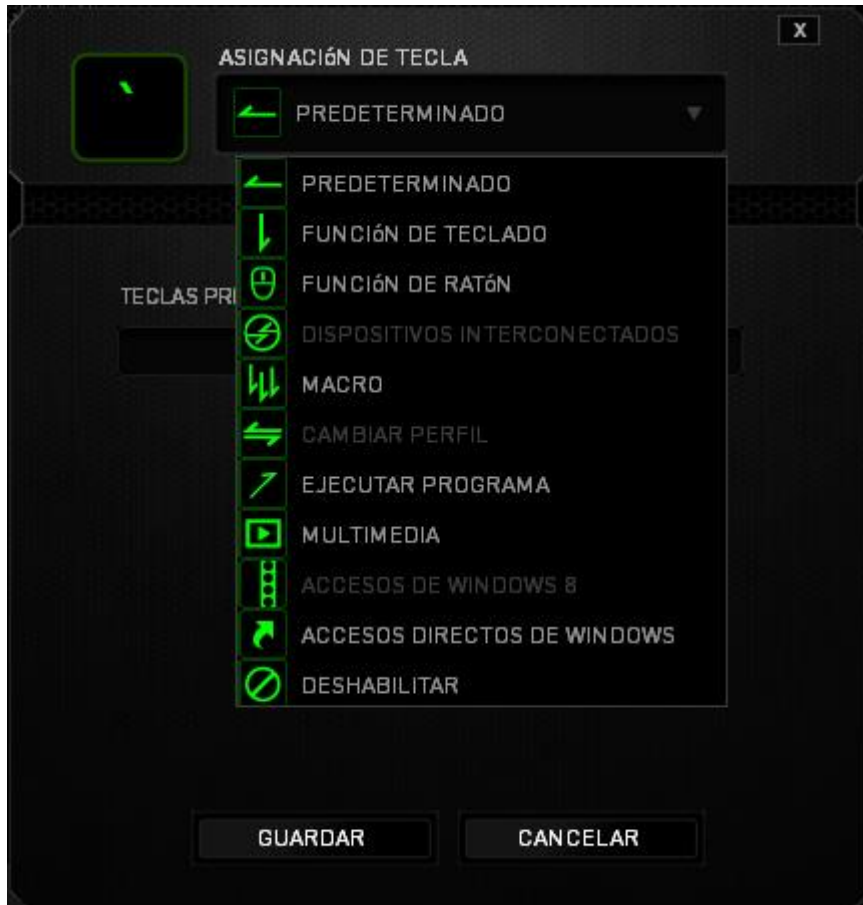 X
ASIGNACIóN DE TECLA
`
PREDETERMINADO
PREDETERMINADO
FUNCIóN DE TECLADO
FUNCIóN DE RATóN
TECLAS PR
DISPOSITIVOS INTERCONECTADOS
MACRO
CAMBIAR PERFIL
EJECUTAR PROGRAMA
MULTIMEDIA
ACCESOS DE WINDOWS 8
ACCESOS DIRECTOS DE WINDOWS
DESHABILITAR
GUARDAR
CANCELAR